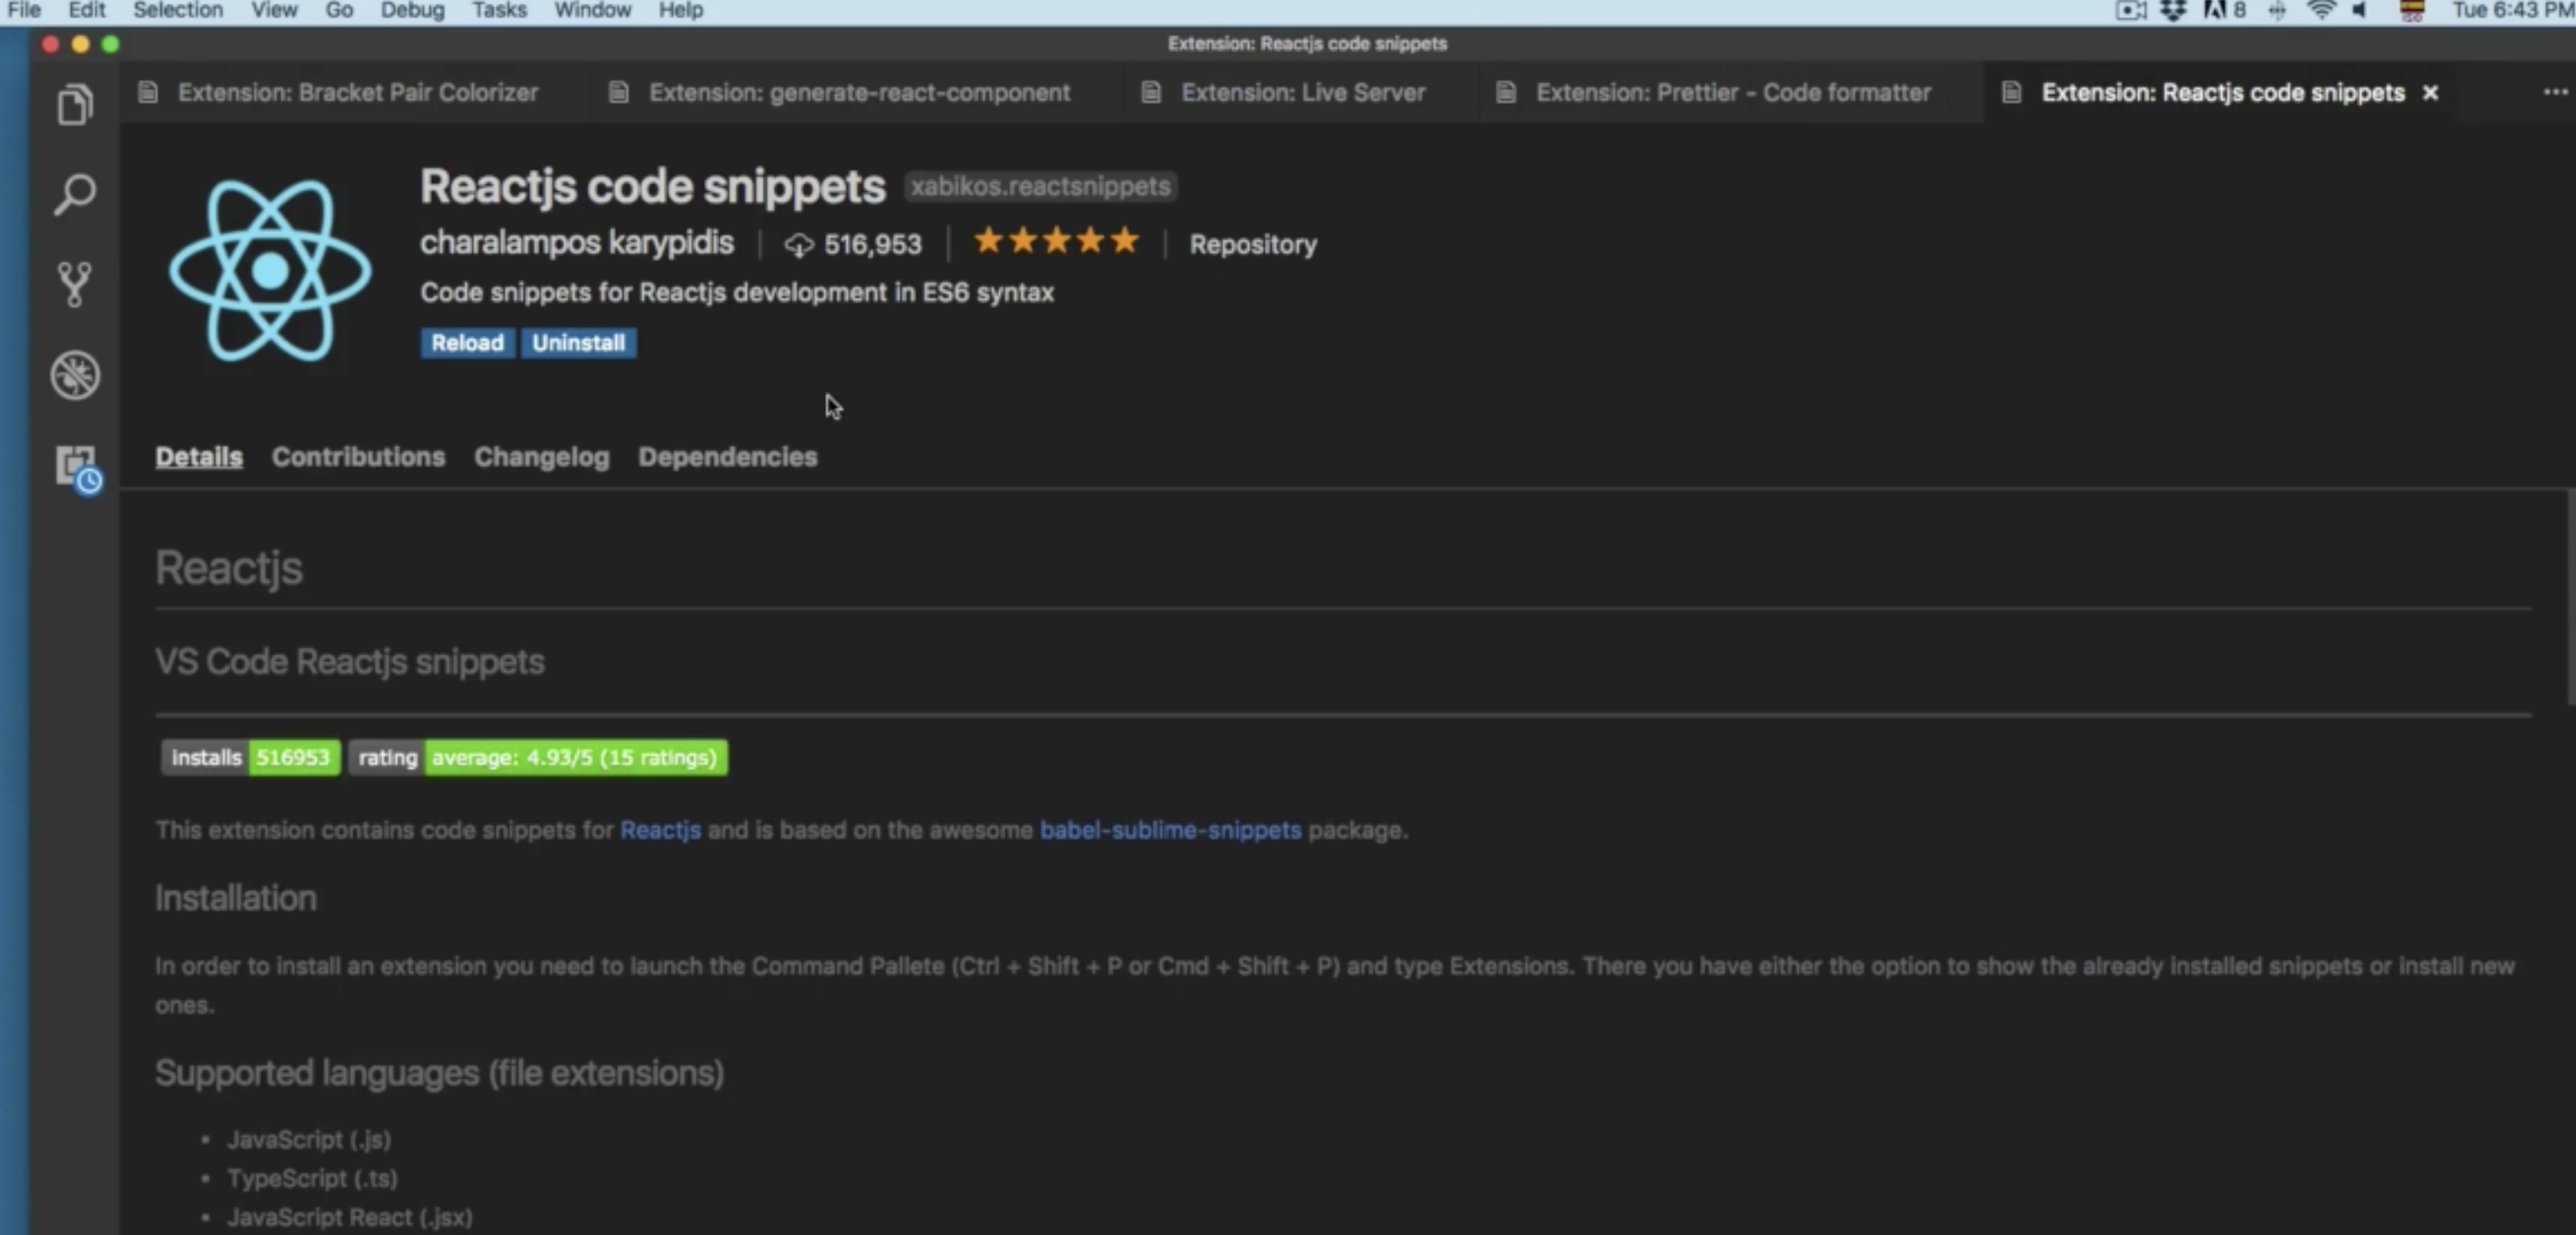 File Edit Selection View Go Debug Tasks Window Help 8 Tue 6:43 PM
Extension: Reactjs code snippets
Extension: Bracket Pair Colorizer Extension: generate-react-component Extension: Live Server Extension: Prettier - Code formatter Extension: Reactjs code snippets
Reactjs code snippets xabikos.reactsnippets
charalampos karypidis 516,953 Repository
Code snippets for Reactjs development in ES6 syntax
Reload Uninstall
Details Contributions Changelog Dependencies
Reactjs
VS Code Reactjs snippets
installs 516953 rating average: 4.93/5 (15 ratings)
This extension contains code snippets for Reactjs and is based on the awesome babel-sublime-snippets package.
Installation
In order to install an extension you need to launch the Command Pallete (Ctrl + Shift + P or Cmd + Shift + P) and type Extensions. There you have either the option to show the already installed snippets or install new
ones.
Supported languages (file extensions)
• JavaScript (.js)
• TypeScript (.ts)
• JavaScript React (.jsx)